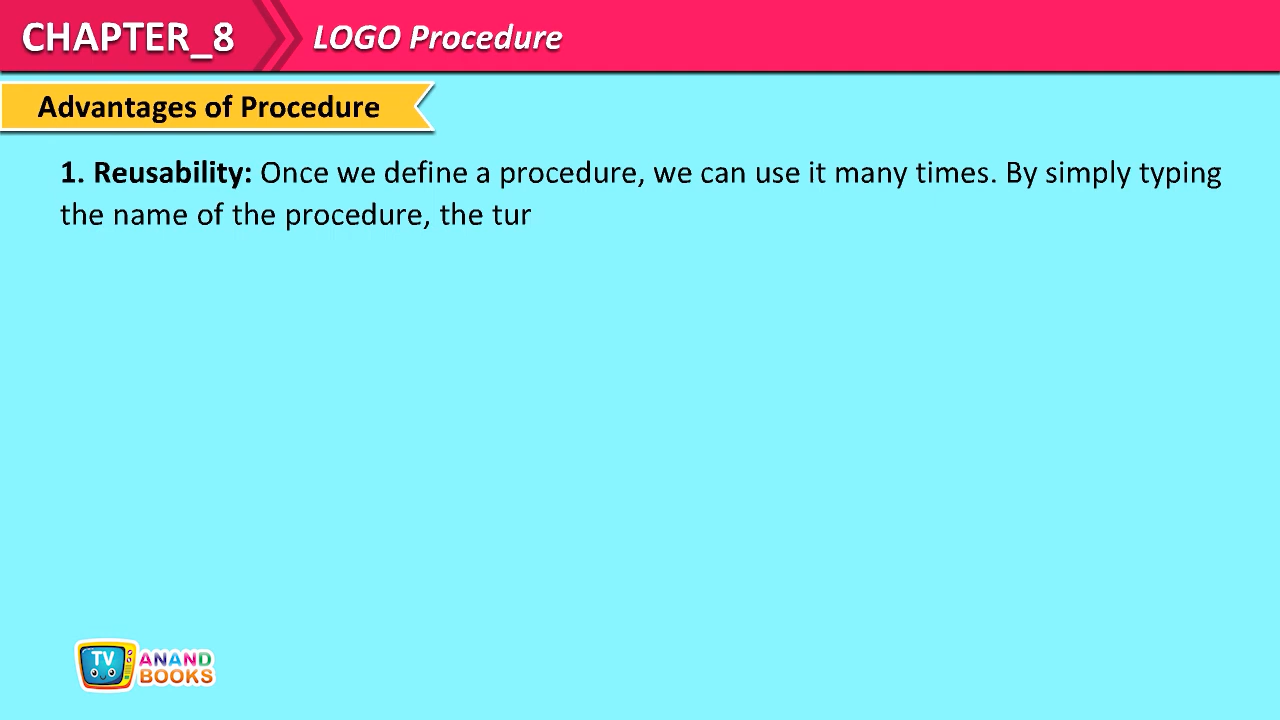 CHAPTER_8
LOGO Procedure
Advantages of Procedure
1. Reusability: Once we define a procedure, we can use it many times. By simply typing
the name of the procedure, the tur
TV
ANAND
BOOKS